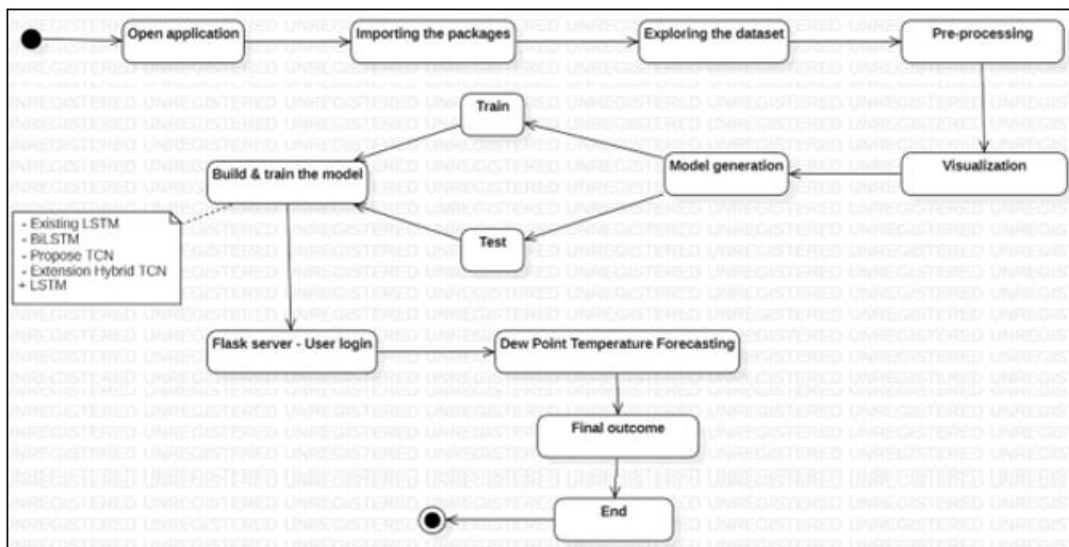 Open application
Importing the packages
Exploring the dataset
Pre-processing
Train
Build & train the model
Model generation
Visualization
- Existing LSTM
- BiLSTM
- Propose TCN
- Extension Hybrid TCN
+ LSTM
Test
Flask server - User login
Dew Point Temperature Forecasting
Final outcome
End
UNREGISTERED